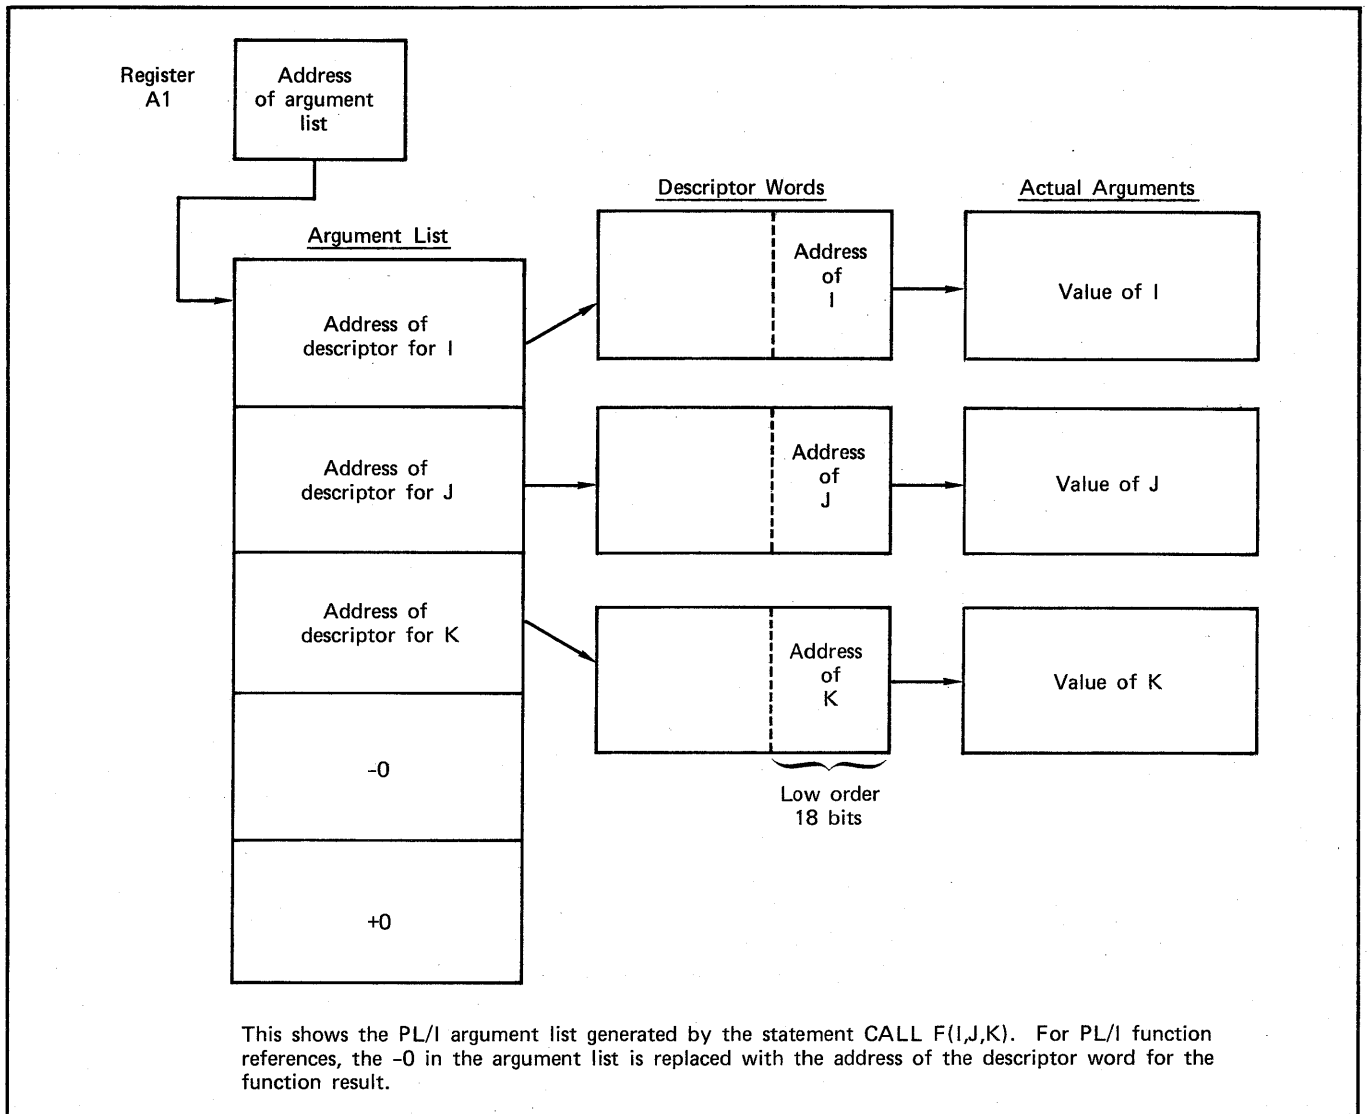 Register
A1
Address
of argument
list
Argument List
Address of
descriptor for I
Address of
descriptor for J
Address of
descriptor for K
-0
+0
Descriptor Words
Address
of
I
Address
of
J
Address
of
K
Low order
18 bits
Actual Arguments
Value of I
Value of J
Value of K
This shows the PL/I argument list generated by the statement CALL F(I,J,K). For PL/I function
references, the -0 in the argument list is replaced with the address of the descriptor word for the
function result.